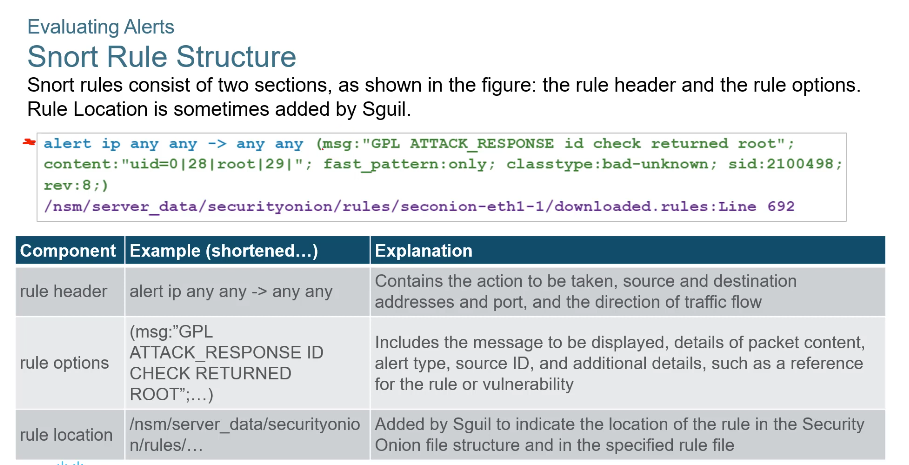 Evaluating Alerts
Snort Rule Structure
Snort rules consist of two sections, as shown in the figure: the rule header and the rule options.
Rule Location is sometimes added by Sguil.
alert ip any any -> any any (msg:"GPL ATTACK_RESPONSE id check returned root";
content:"uid=0|28|root|29|"; fast_pattern:only; classtype:bad-unknown; sid:2100498;
rev:8;)
/nsm/server_data/securityonion/rules/seconion-eth1-1/downloaded.rules:Line 692
Component Example (shortened…) Explanation
rule header alert ip any any -> any any Contains the action to be taken, source and destination
addresses and port, and the direction of traffic flow
rule options (msg:"GPL
ATTACK_RESPONSE ID
CHECK RETURNED
ROOT";…)
Includes the message to be displayed, details of packet content,
alert type, source ID, and additional details, such as a reference
for the rule or vulnerability
rule location /nsm/server_data/securityonio
n/rules/…
Added by Sguil to indicate the location of the rule in the Security
Onion file structure and in the specified rule file